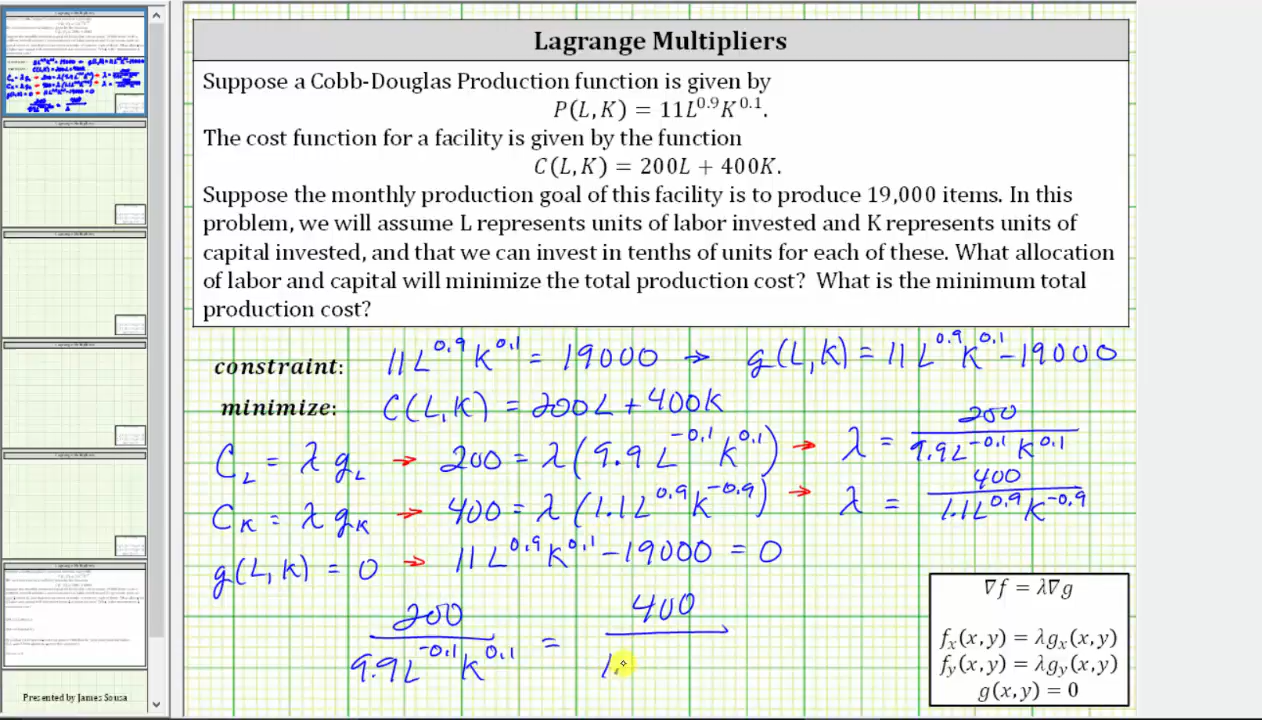 Lagrange Multipliers
Suppose a Cobb-Douglas Production function is given by
P(L, K) = 11L^0.9 K^0.1.
The cost function for a facility is given by the function
C(L, K) = 200L + 400K.
Suppose the monthly production goal of this facility is to produce 19,000 items. In this
problem, we will assume L represents units of labor invested and K represents units of
capital invested, and that we can invest in tenths of units for each of these. What allocation
of labor and capital will minimize the total production cost? What is the minimum total
production cost?
constraint: 11L^0.9 K^0.1 = 19000 → g(L, K) = 11L^0.9 K^0.1 - 19000
minimize: C(L, K) = 200L + 400K
C_L = λ g_L → 200 = λ(9.9 L^-0.1 K^0.1) → λ = 200 / 9.9L^-0.1 K^0.1
C_K = λ g_K → 400 = λ(1.1L^0.9 K^-0.9) → λ = 400 / 1.1L^0.9 K^-0.9
g(L, K) = 0 → 11L^0.9 K^0.1 - 19000 = 0
200 / 9.9L^-0.1 K^0.1 = 400 / 1.
∇f = λ∇g
f_x(x, y) = λg_x(x, y)
f_y(x, y) = λg_y(x, y)
g(x, y) = 0
Presented by James Sousa